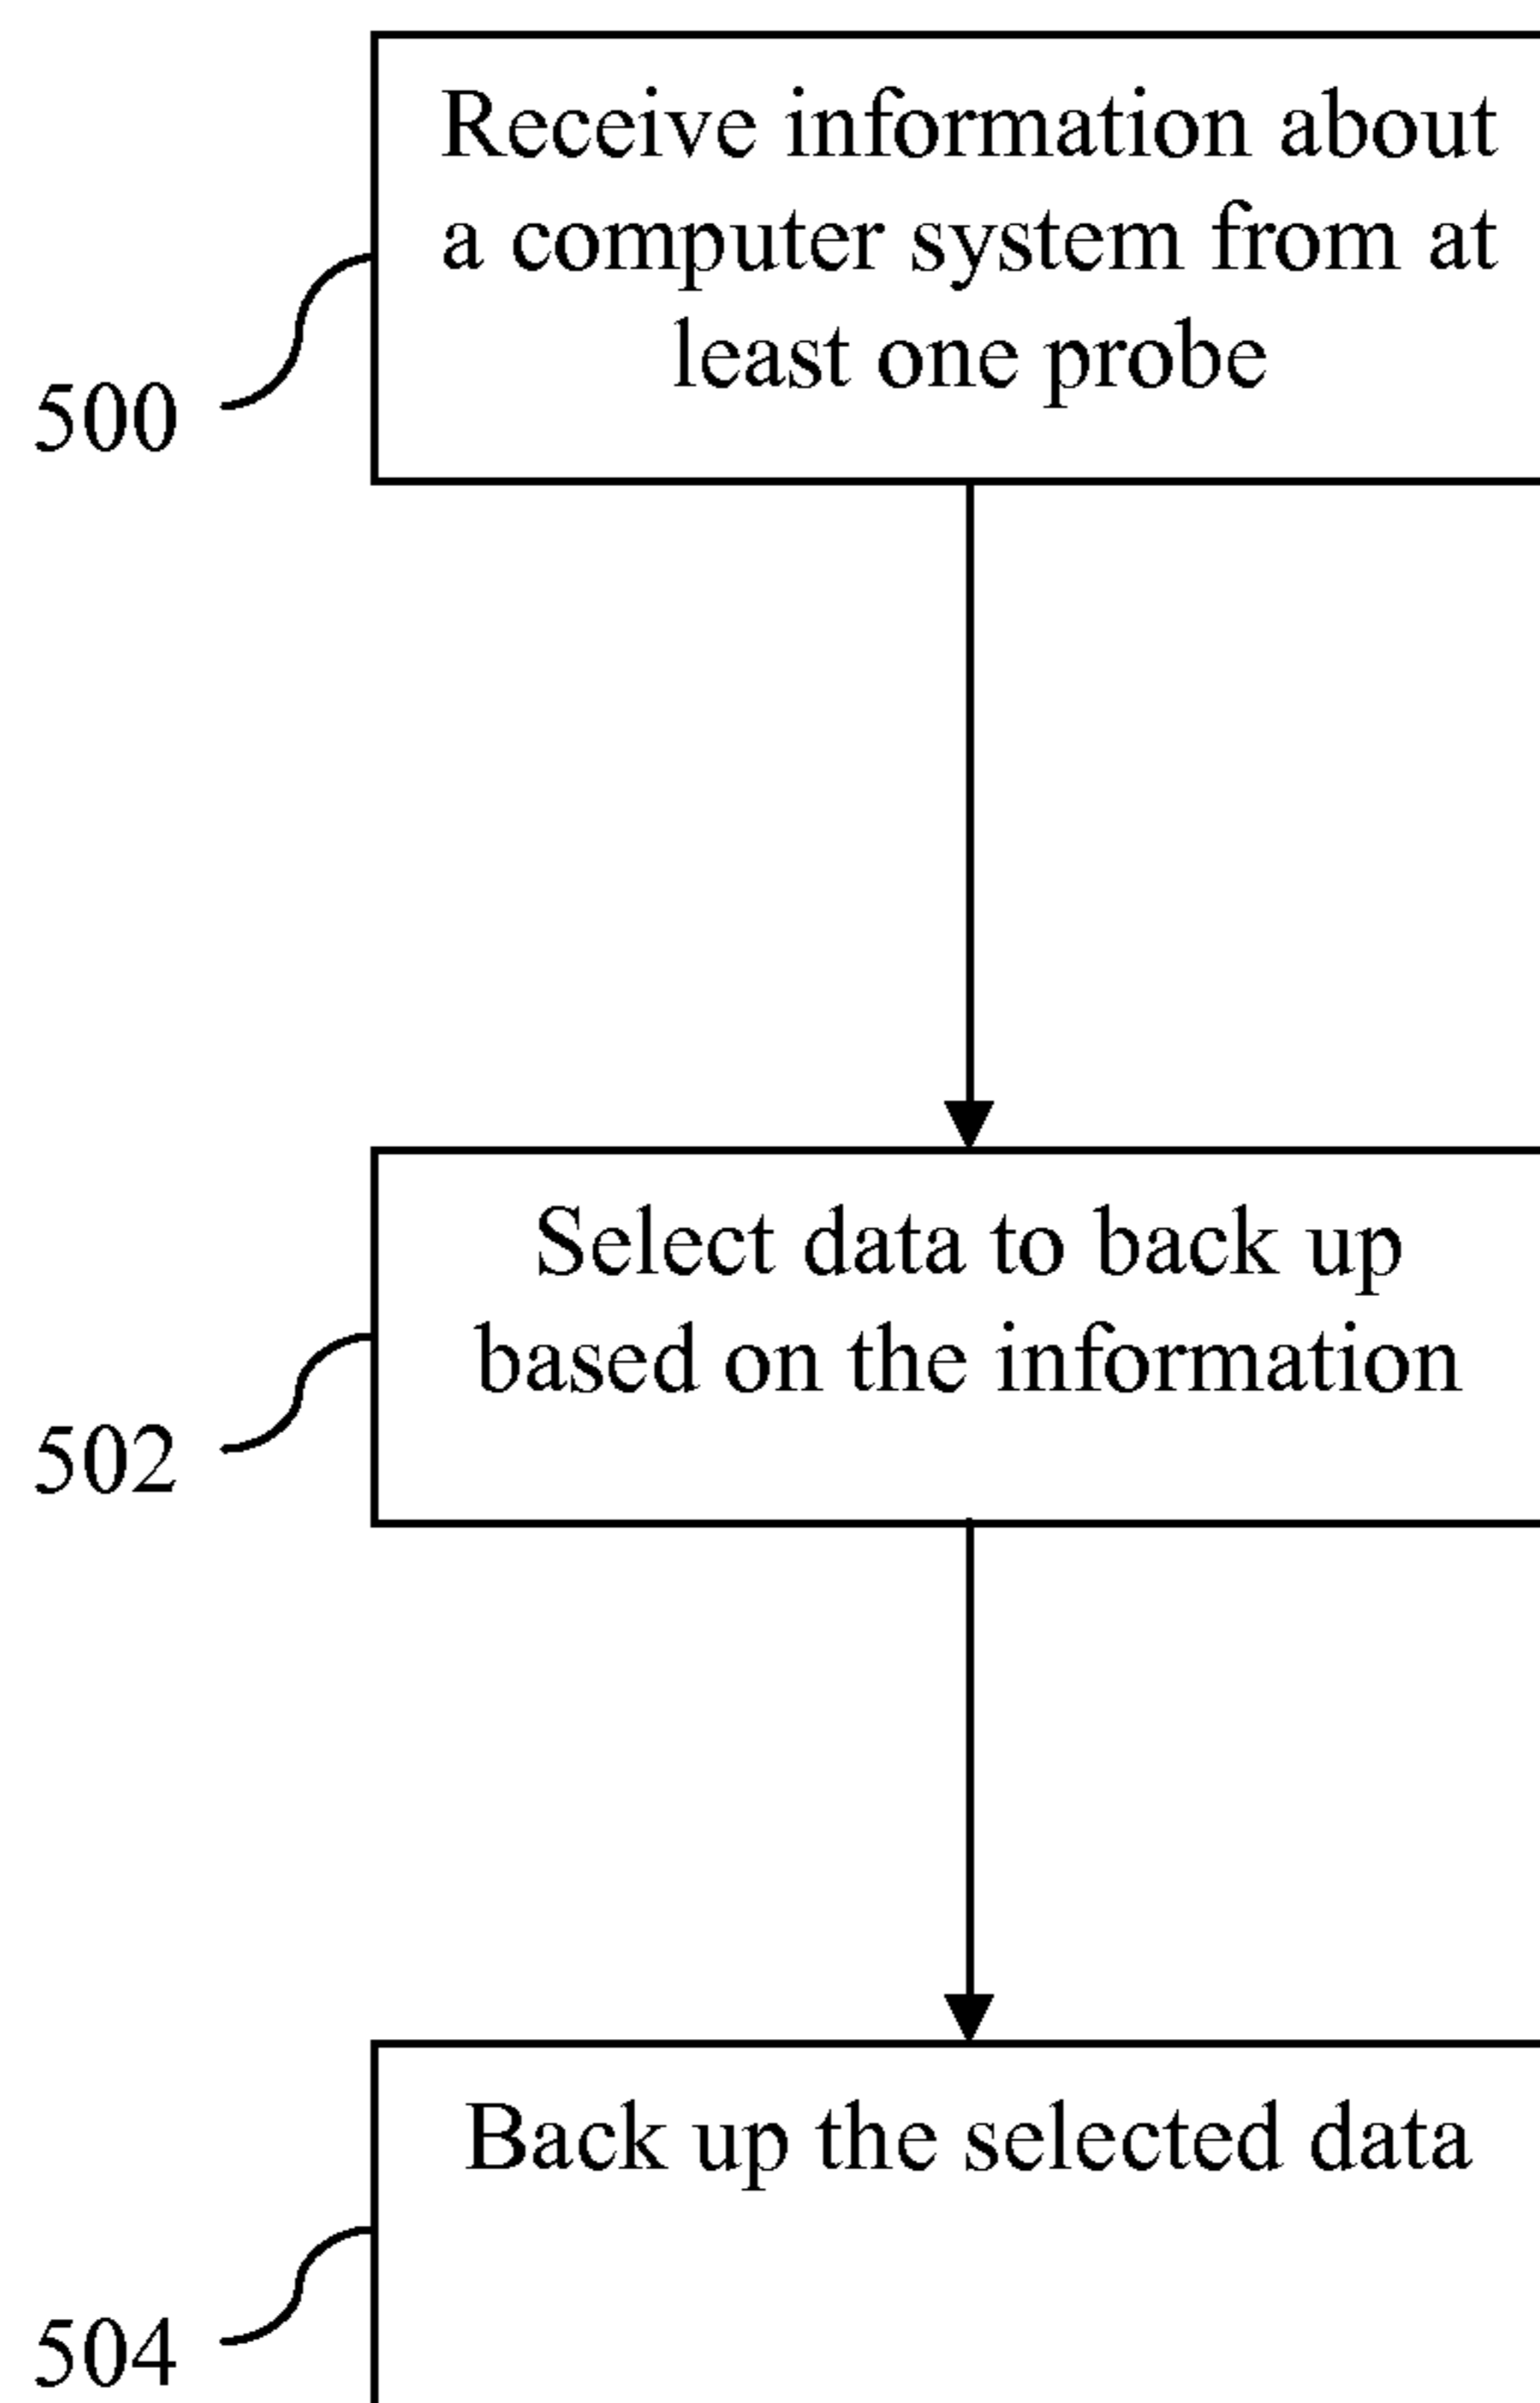 Receive information about
a computer system from at
least one probe
500
Select data to back up
based on the information
502
Back up the selected data
504